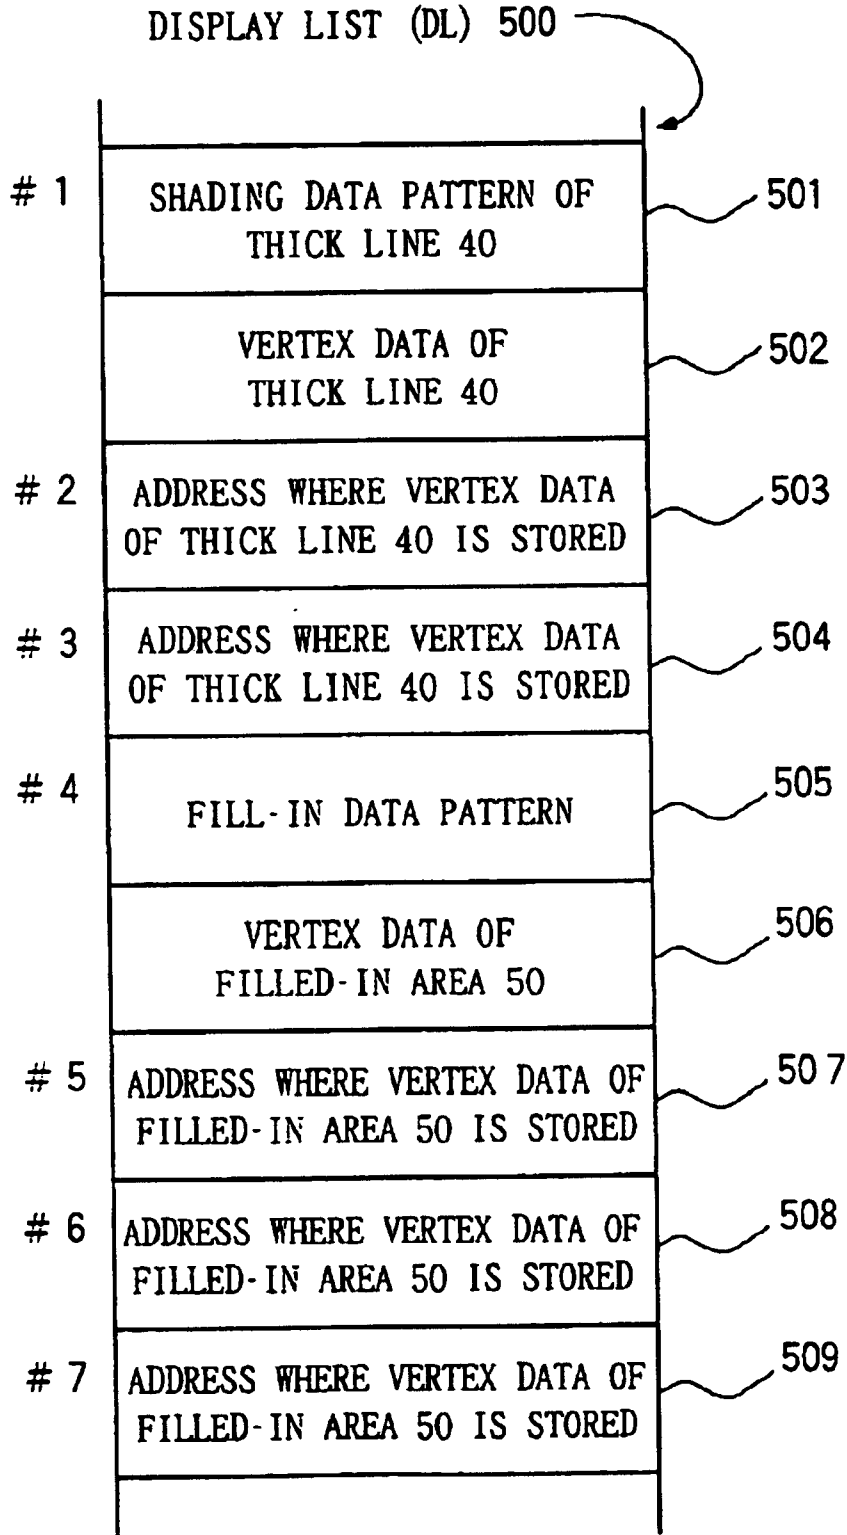 DISPLAY LIST (DL) 500
# 1
SHADING DATA PATTERN OF
THICK LINE 40
501
VERTEX DATA OF
THICK LINE 40
502
# 2
ADDRESS WHERE VERTEX DATA
OF THICK LINE 40 IS STORED
503
# 3
ADDRESS WHERE VERTEX DATA
OF THICK LINE 40 IS STORED
504
# 4
FILL-IN DATA PATTERN
505
VERTEX DATA OF
FILLED-IN AREA 50
506
# 5
ADDRESS WHERE VERTEX DATA OF
FILLED-IN AREA 50 IS STORED
507
# 6
ADDRESS WHERE VERTEX DATA OF
FILLED-IN AREA 50 IS STORED
508
# 7
ADDRESS WHERE VERTEX DATA OF
FILLED-IN AREA 50 IS STORED
509